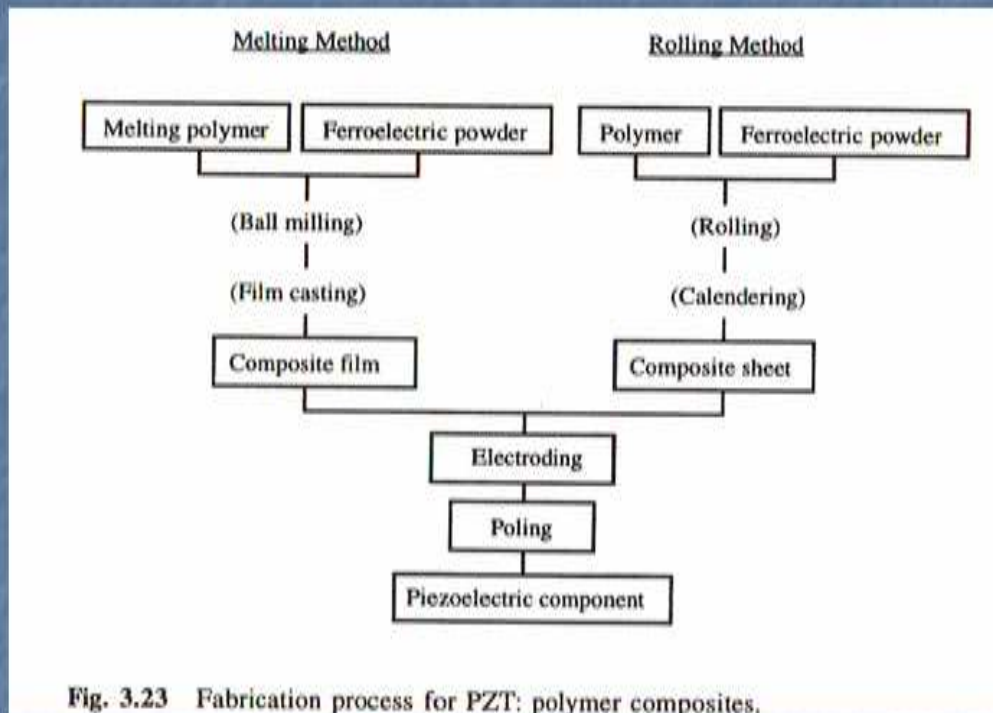 Melting Method
Rolling Method
Melting polymer
Ferroelectric powder
Polymer
Ferroelectric powder
(Ball milling)
(Rolling)
(Film casting)
(Calendering)
Composite film
Composite sheet
Electroding
Poling
Piezoelectric component
Fig. 3.23 Fabrication process for PZT: polymer composites.